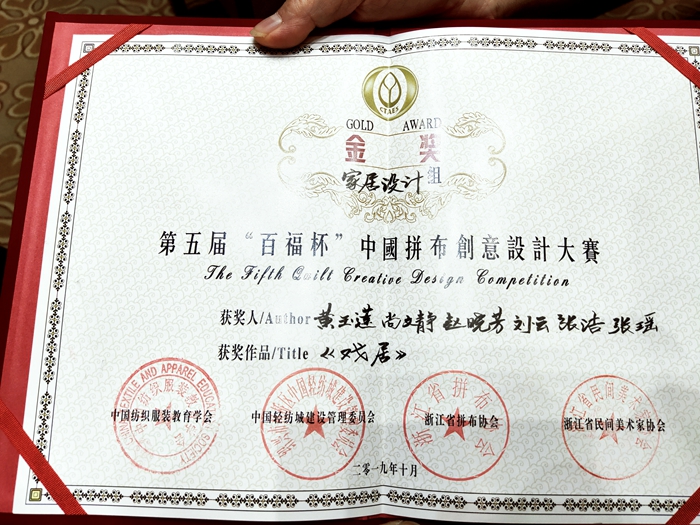 CTAES
GOLD AWARD
金奖
家居设计组
第五届“百福杯”中國拼布創意設計大賽
The Fifth Quilt Creative Design Competition
获奖人/Author 黄玉莲 尚文静 赵晓芳 刘云 张洁 张瑶
获奖作品/Title 《戏居》
中国纺织服装教育学会 中国轻纺城建设管理委员会 浙江省拼布协会 浙江省民间美术家协会
二〇一九年十月